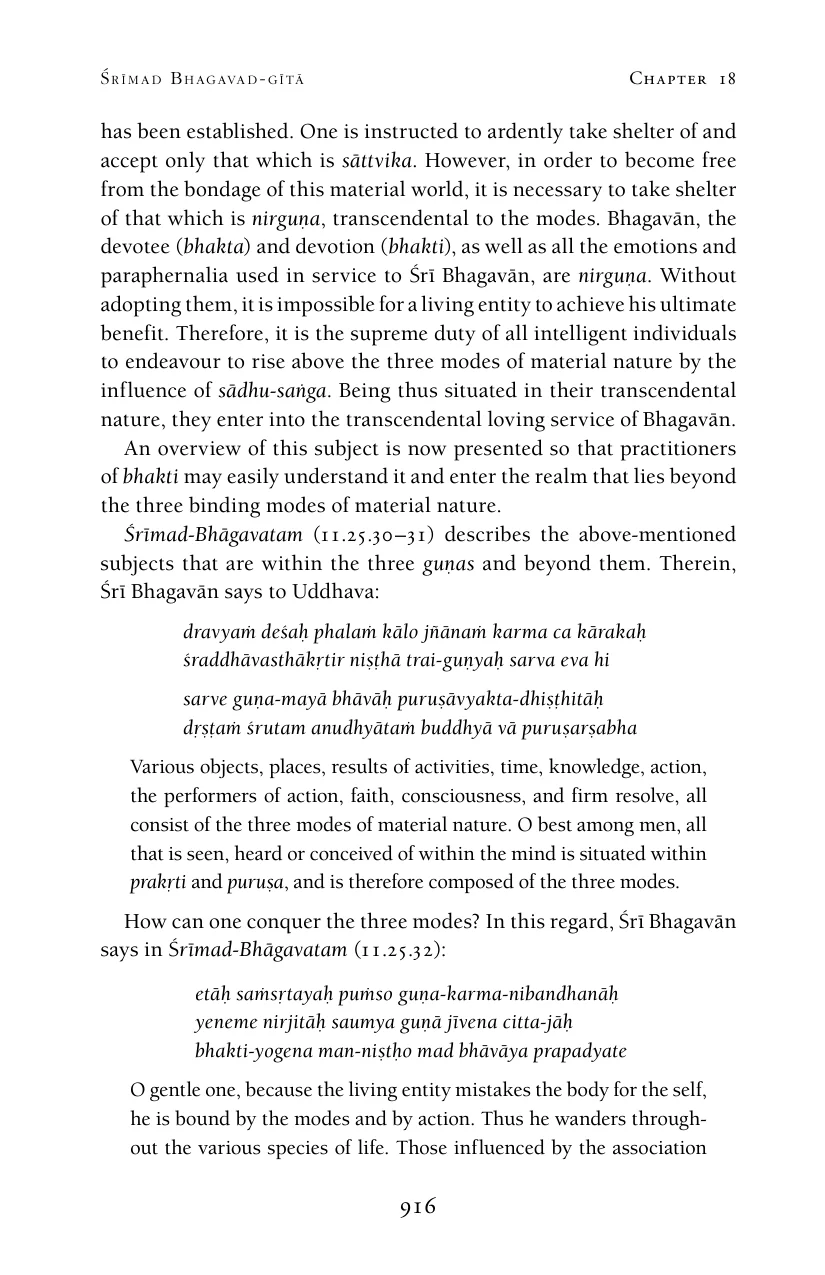 Śrīmad Bhagavad-gītā Chapter 18
has been established. One is instructed to ardently take shelter of and
accept only that which is sāttvika. However, in order to become free
from the bondage of this material world, it is necessary to take shelter
of that which is nirguṇa, transcendental to the modes. Bhagavān, the
devotee (bhakta) and devotion (bhakti), as well as all the emotions and
paraphernalia used in service to Śrī Bhagavān, are nirguṇa. Without
adopting them, it is impossible for a living entity to achieve his ultimate
benefit. Therefore, it is the supreme duty of all intelligent individuals
to endeavour to rise above the three modes of material nature by the
influence of sādhu-saṅga. Being thus situated in their transcendental
nature, they enter into the transcendental loving service of Bhagavān.
An overview of this subject is now presented so that practitioners
of bhakti may easily understand it and enter the realm that lies beyond
the three binding modes of material nature.
Śrīmad-Bhāgavatam (11.25.30–31) describes the above-mentioned
subjects that are within the three guṇas and beyond them. Therein,
Śrī Bhagavān says to Uddhava:
dravyaṁ deśaḥ phalaṁ kālo jñānaṁ karma ca kārakaḥ
śraddhāvasthākṛtir niṣṭhā trai-guṇyaḥ sarva eva hi
sarve guṇa-mayā bhāvāḥ puruṣāvyakta-dhiṣṭhitāḥ
dṛṣṭaṁ śrutam anudhyātaṁ buddhyā vā puruṣarṣabha
Various objects, places, results of activities, time, knowledge, action,
the performers of action, faith, consciousness, and firm resolve, all
consist of the three modes of material nature. O best among men, all
that is seen, heard or conceived of within the mind is situated within
prakṛti and puruṣa, and is therefore composed of the three modes.
How can one conquer the three modes? In this regard, Śrī Bhagavān
says in Śrīmad-Bhāgavatam (11.25.32):
etāḥ saṁsṛtayaḥ puṁso guṇa-karma-nibandhanāḥ
yeneme nirjitāḥ saumya guṇā jīvena citta-jāḥ
bhakti-yogena man-niṣṭho mad bhāvāya prapadyate
O gentle one, because the living entity mistakes the body for the self,
he is bound by the modes and by action. Thus he wanders through-
out the various species of life. Those influenced by the association
916